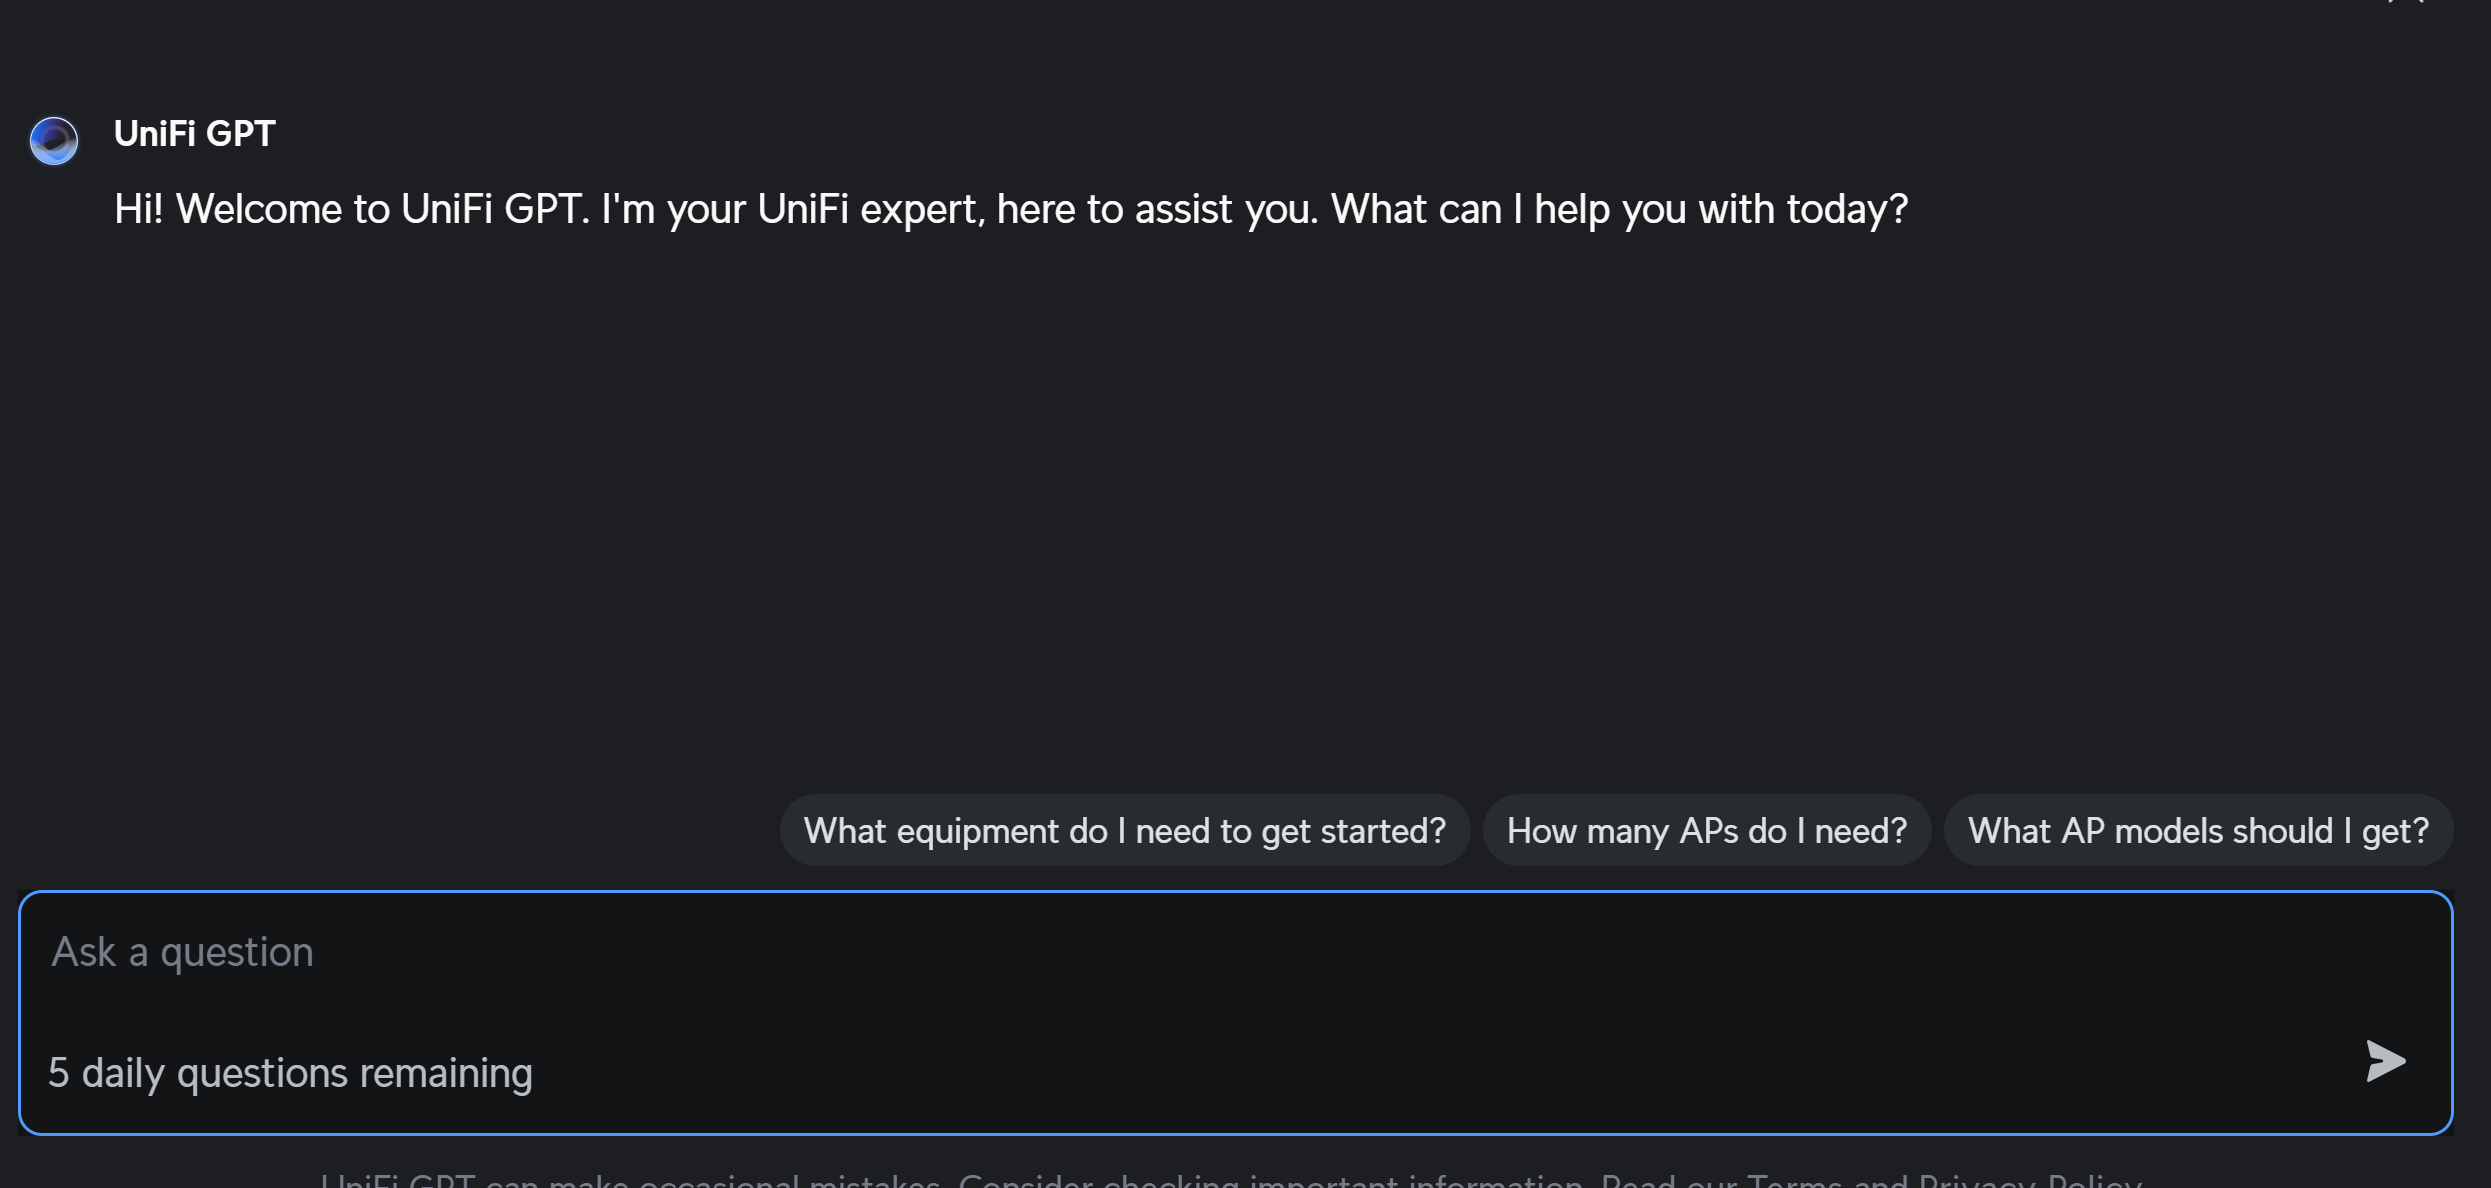 UniFi GPT
Hi! Welcome to UniFi GPT. I'm your UniFi expert, here to assist you. What can I help you with today?
What equipment do I need to get started?
How many APs do I need?
What AP models should I get?
Ask a question
5 daily questions remaining
UniFi GPT can make occasional mistakes. Consider checking important information. Read our Terms and Privacy Policy.